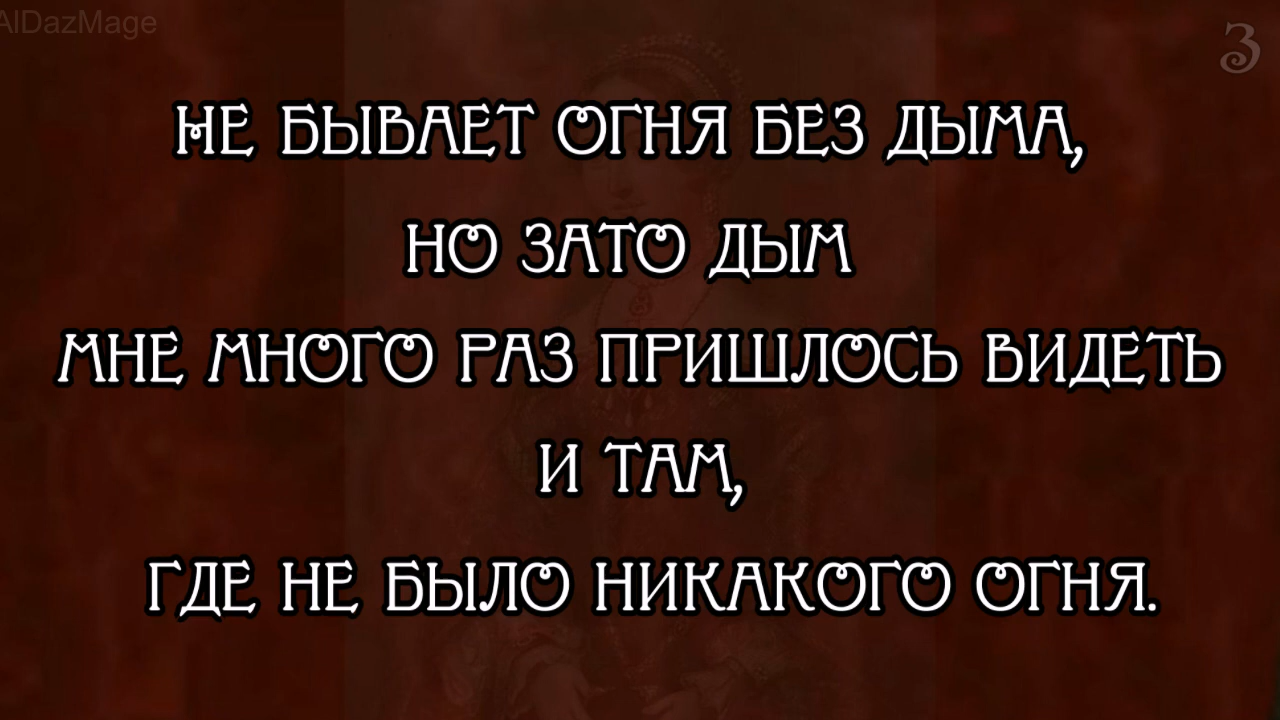 AlDazMage
3
НЕ БЫВАЕТ ОГНЯ БЕЗ ДЫМА,
НО ЗАТО ДЫМ
МНЕ МНОГО РАЗ ПРИШЛОСЬ ВИДЕТЬ
И ТАМ,
ГДЕ НЕ БЫЛО НИКАКОГО ОГНЯ.